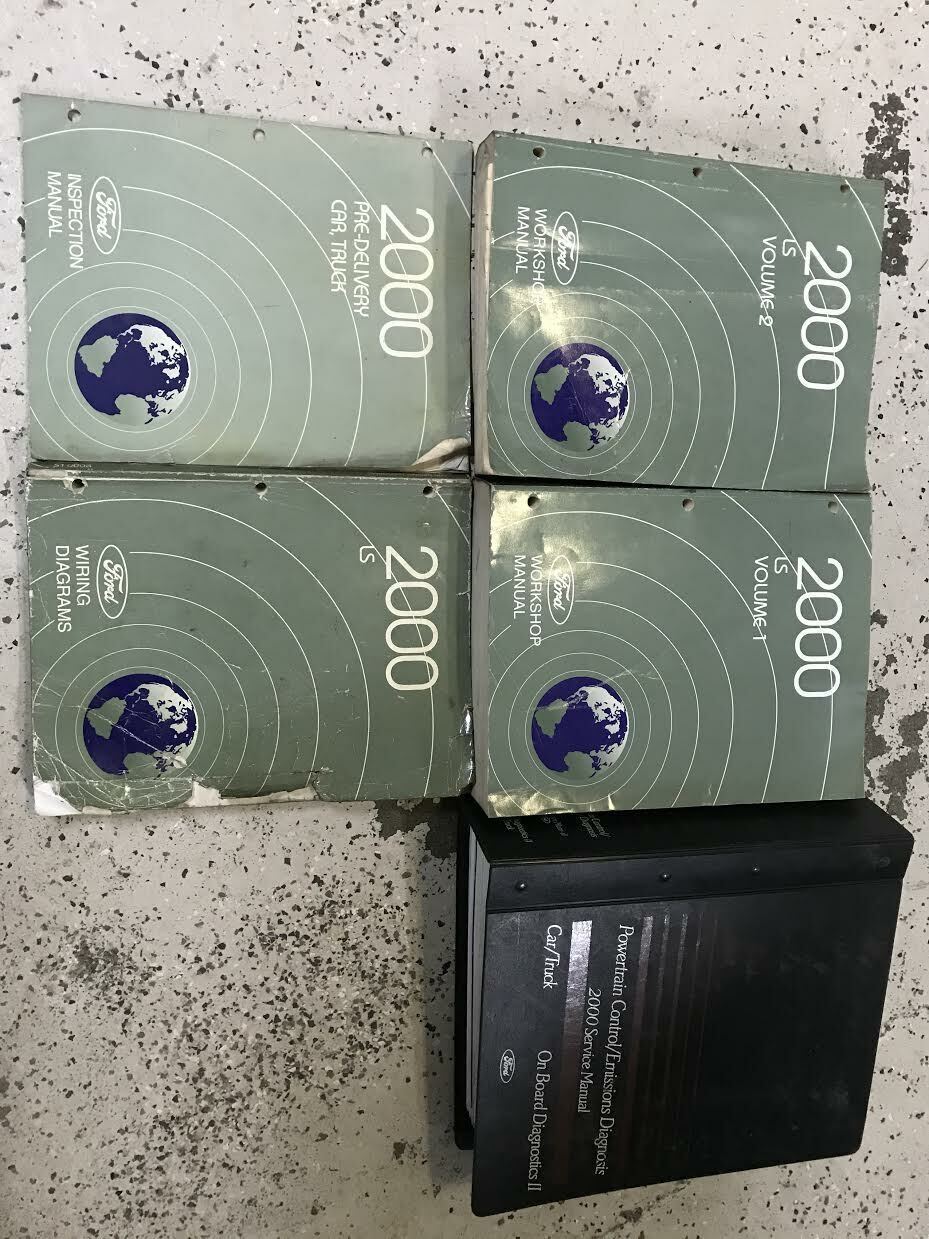 2000
PRE-DELIVERY
CAR, TRUCK
Ford
INSPECTION
MANUAL
2000
LS
VOLUME 2
Ford
WORKSHOP
MANUAL
2000
LS
Ford
WIRING
DIAGRAMS
2000
LS
VOLUME 1
Ford
WORKSHOP
MANUAL
Powertrain Control/Emissions Diagnosis
2000 Service Manual
Car/Truck
On Board Diagnostics II
Ford